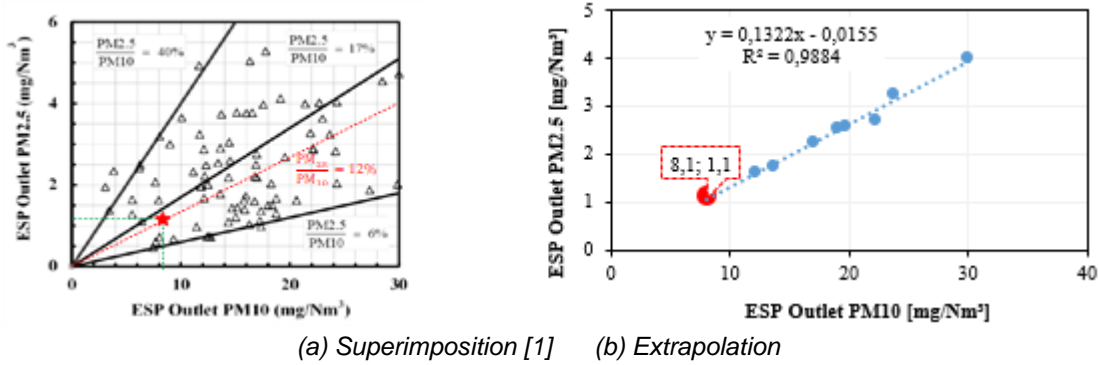 6
4
2
0
ESP Outlet PM2.5 (mg/Nm³)
PM2.5
PM10 = 40%
PM2.5
PM10 = 17%
PM2.5
PM10 = 12%
PM2.5
PM10 = 6%
0 10 20 30
ESP Outlet PM10 (mg/Nm³)
5
4
3
2
1
0
ESP Outlet PM2.5 [mg/Nm³]
y = 0,1322x - 0,0155
R² = 0,9884
8,1; 1,1
0 10 20 30 40
ESP Outlet PM10 [mg/Nm³]
(a) Superimposition [1] (b) Extrapolation